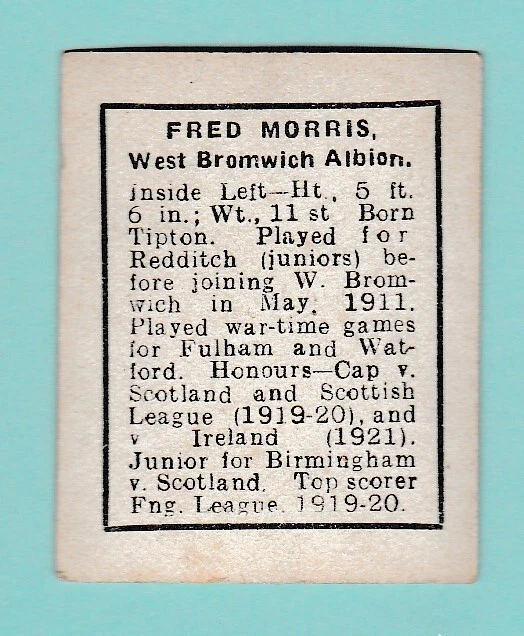 FRED MORRIS,
West Bromwich Albion.
Inside Left—Ht., 5 ft.
6 in.; Wt., 11 st Born
Tipton. Played for
Redditch (juniors) be-
fore joining W. Brom-
wich in May, 1911.
Played war-time games
for Fulham and Wat-
ford. Honours—Cap v.
Scotland and Scottish
League (1919-20), and
v Ireland (1921).
Junior for Birmingham
v. Scotland. Top scorer
Eng. League. 1919-20.